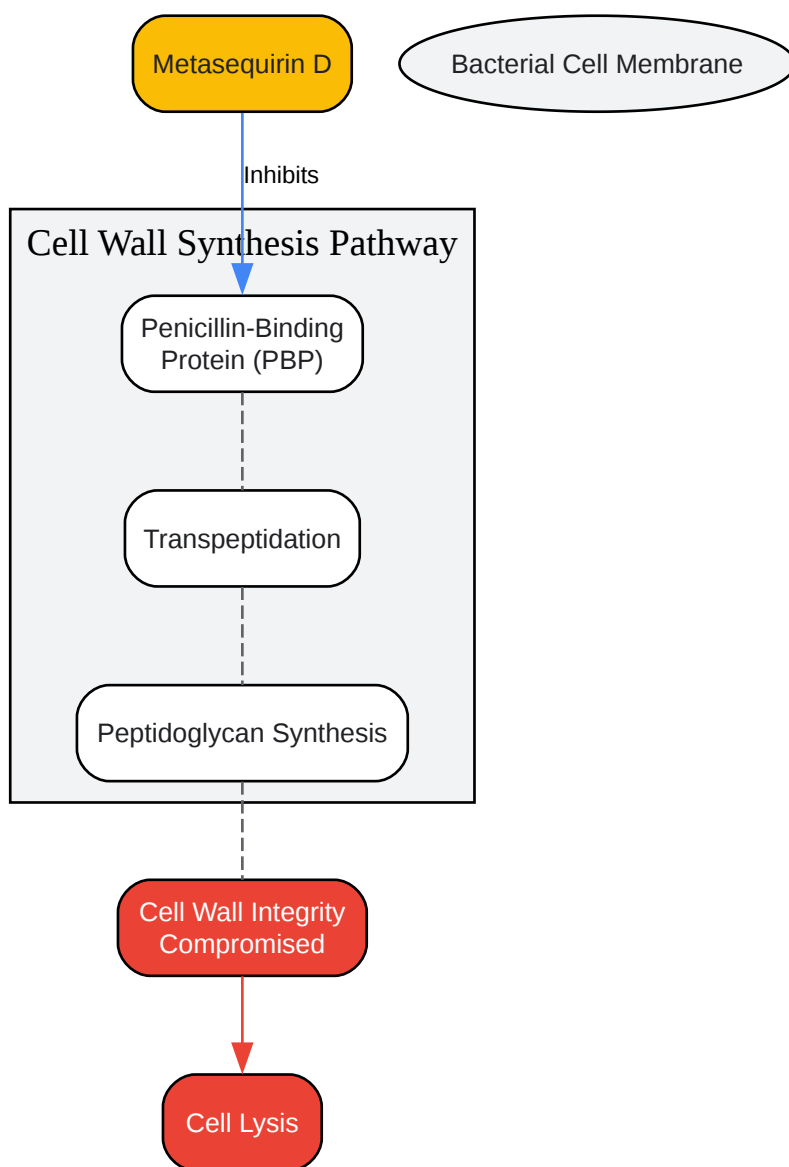 Metasequirin D
Bacterial Cell Membrane
Inhibits
Cell Wall Synthesis Pathway
Penicillin-Binding
Protein (PBP)
Transpeptidation
Peptidoglycan Synthesis
Cell Wall Integrity
Compromised
Cell Lysis